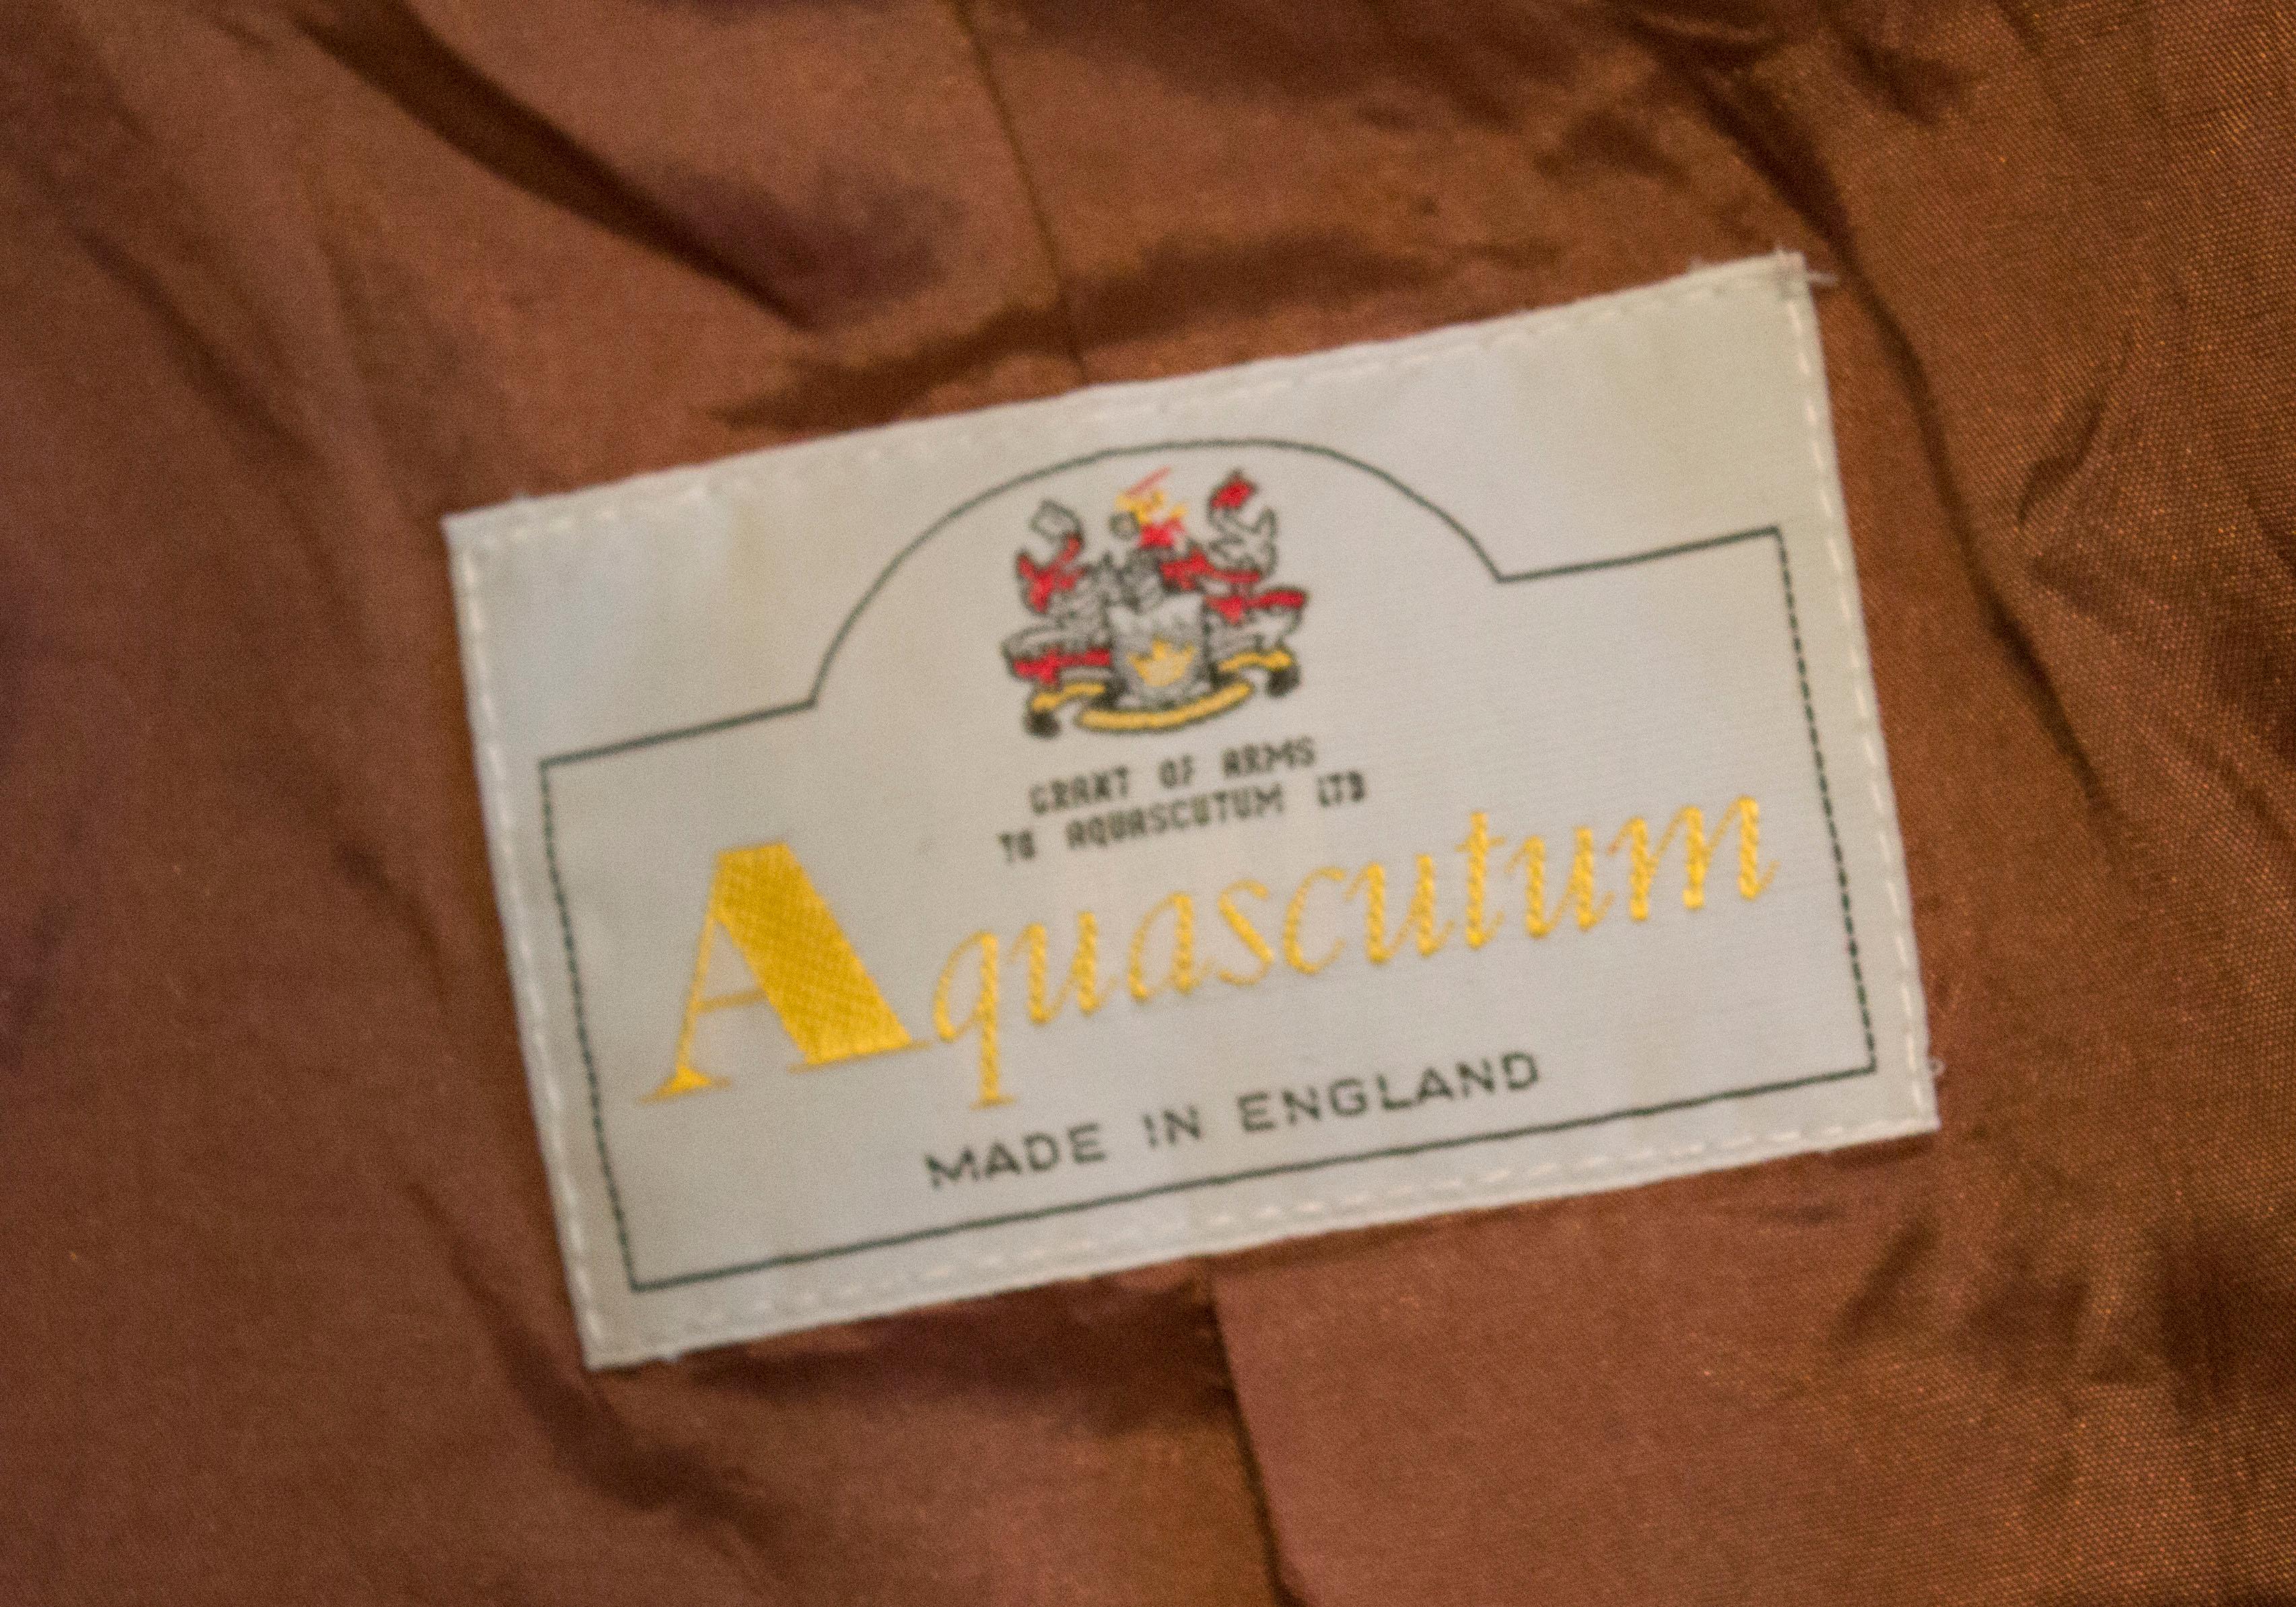 GRANT OF ARMS
TO AQUASCUTUM LTD
Aquascutum
MADE IN ENGLAND